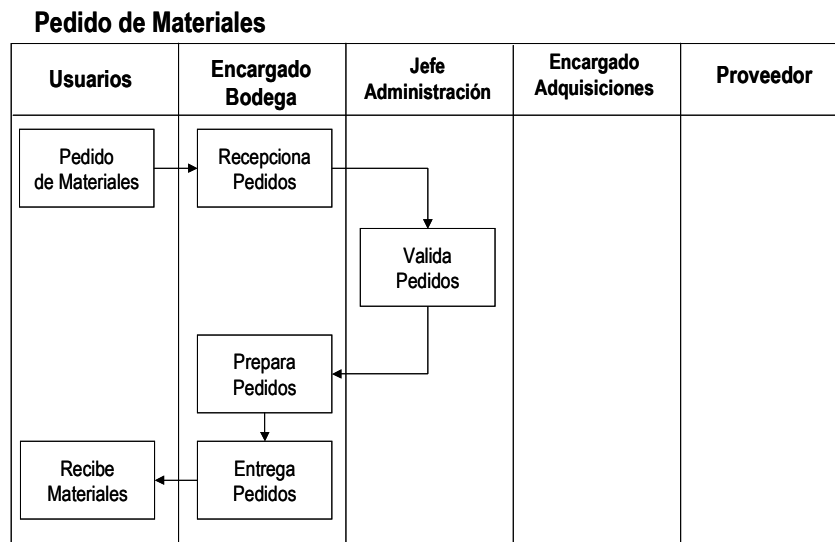 Pedido de Materiales
Usuarios
Encargado
Bodega
Jefe
Administración
Encargado
Adquisiciones
Proveedor
Pedido
de Materiales
Recepciona
Pedidos
Valida
Pedidos
Prepara
Pedidos
Recibe
Materiales
Entrega
Pedidos